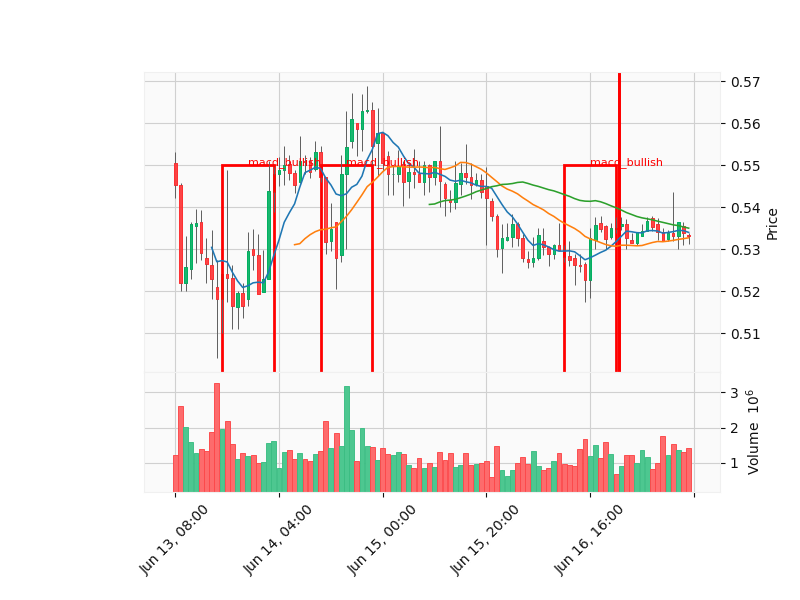 macd_bullish
macd_bullish
macd_bullish
0.57
0.56
0.55
0.54
0.53
0.52
0.51
Price
3
2
1
Volume 10^6
Jun 13, 08:00
Jun 14, 04:00
Jun 15, 00:00
Jun 15, 20:00
Jun 16, 16:00